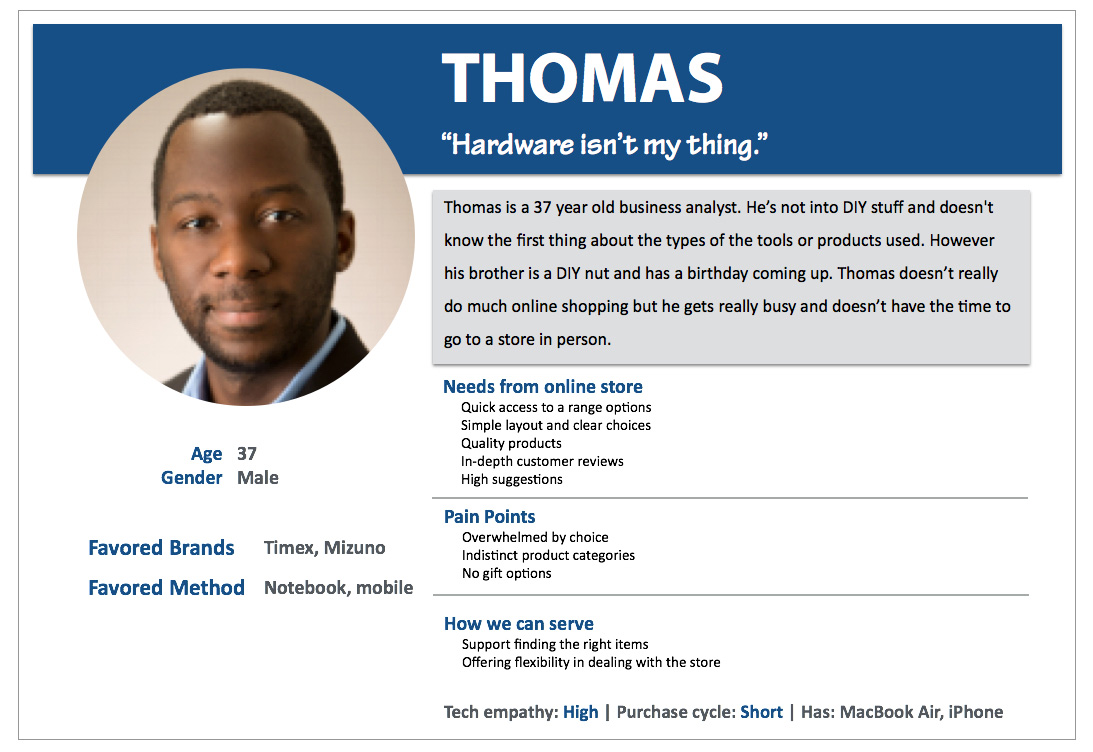 THOMAS
“Hardware isn’t my thing.”
Thomas is a 37 year old business analyst. He’s not into DIY stuff and doesn't
know the first thing about the types of the tools or products used. However
his brother is a DIY nut and has a birthday coming up. Thomas doesn’t really
do much online shopping but he gets really busy and doesn’t have the time to
go to a store in person.
Age 37
Gender Male
Favored Brands Timex, Mizuno
Favored Method Notebook, mobile
Needs from online store
Quick access to a range options
Simple layout and clear choices
Quality products
In-depth customer reviews
High suggestions
Pain Points
Overwhelmed by choice
Indistinct product categories
No gift options
How we can serve
Support finding the right items
Offering flexibility in dealing with the store
Tech empathy: High | Purchase cycle: Short | Has: MacBook Air, iPhone